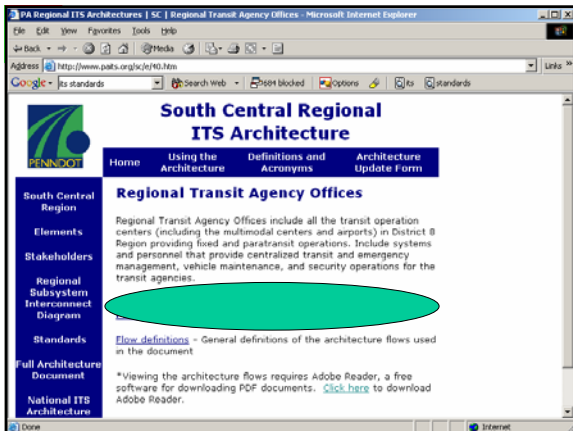 PA Regional ITS Architectures | SC | Regional Transit Agency Offices - Microsoft Internet Explorer
File Edit View Favorites Tools Help
Back Media
Address http://www.paits.org/sc/e/40.htm Links »
Google its standards Search Web 5604 blocked Options its standards
South Central Regional
ITS Architecture
PENNDOT
Home Using the Architecture Definitions and Acronyms Architecture Update Form
South Central
Region
Elements
Stakeholders
Regional
Subsystem
Interconnect
Diagram
Standards
Full Architecture
Document
National ITS
Architecture
Regional Transit Agency Offices
Regional Transit Agency Offices include all the transit operation
centers (including the multimodal centers and airports) in District 8
Region providing fixed and paratransit operations. Include systems
and personnel that provide centralized transit and emergency
management, vehicle maintenance, and security operations for the
transit agencies.
Flow definitions - General definitions of the architecture flows used
in the document
*Viewing the architecture flows requires Adobe Reader, a free
software for downloading PDF documents. Click here to download
Adobe Reader.
Done Internet